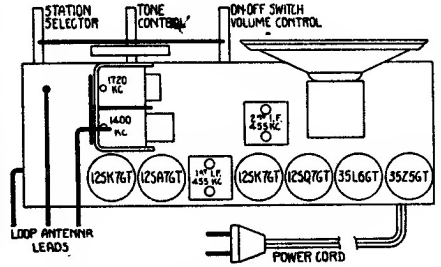 STATION
SELECTOR
TONE
CONTROL
ON-OFF SWITCH
VOLUME CONTROL
1720
KC
1400
KC
2ND I.F.
455 KC
12SK7GT
12SA7GT
1ST I.F.
455 KC
12SK7GT
12SQ7GT
35L6GT
35Z5GT
LOOP ANTENNA
LEADS
POWER CORD